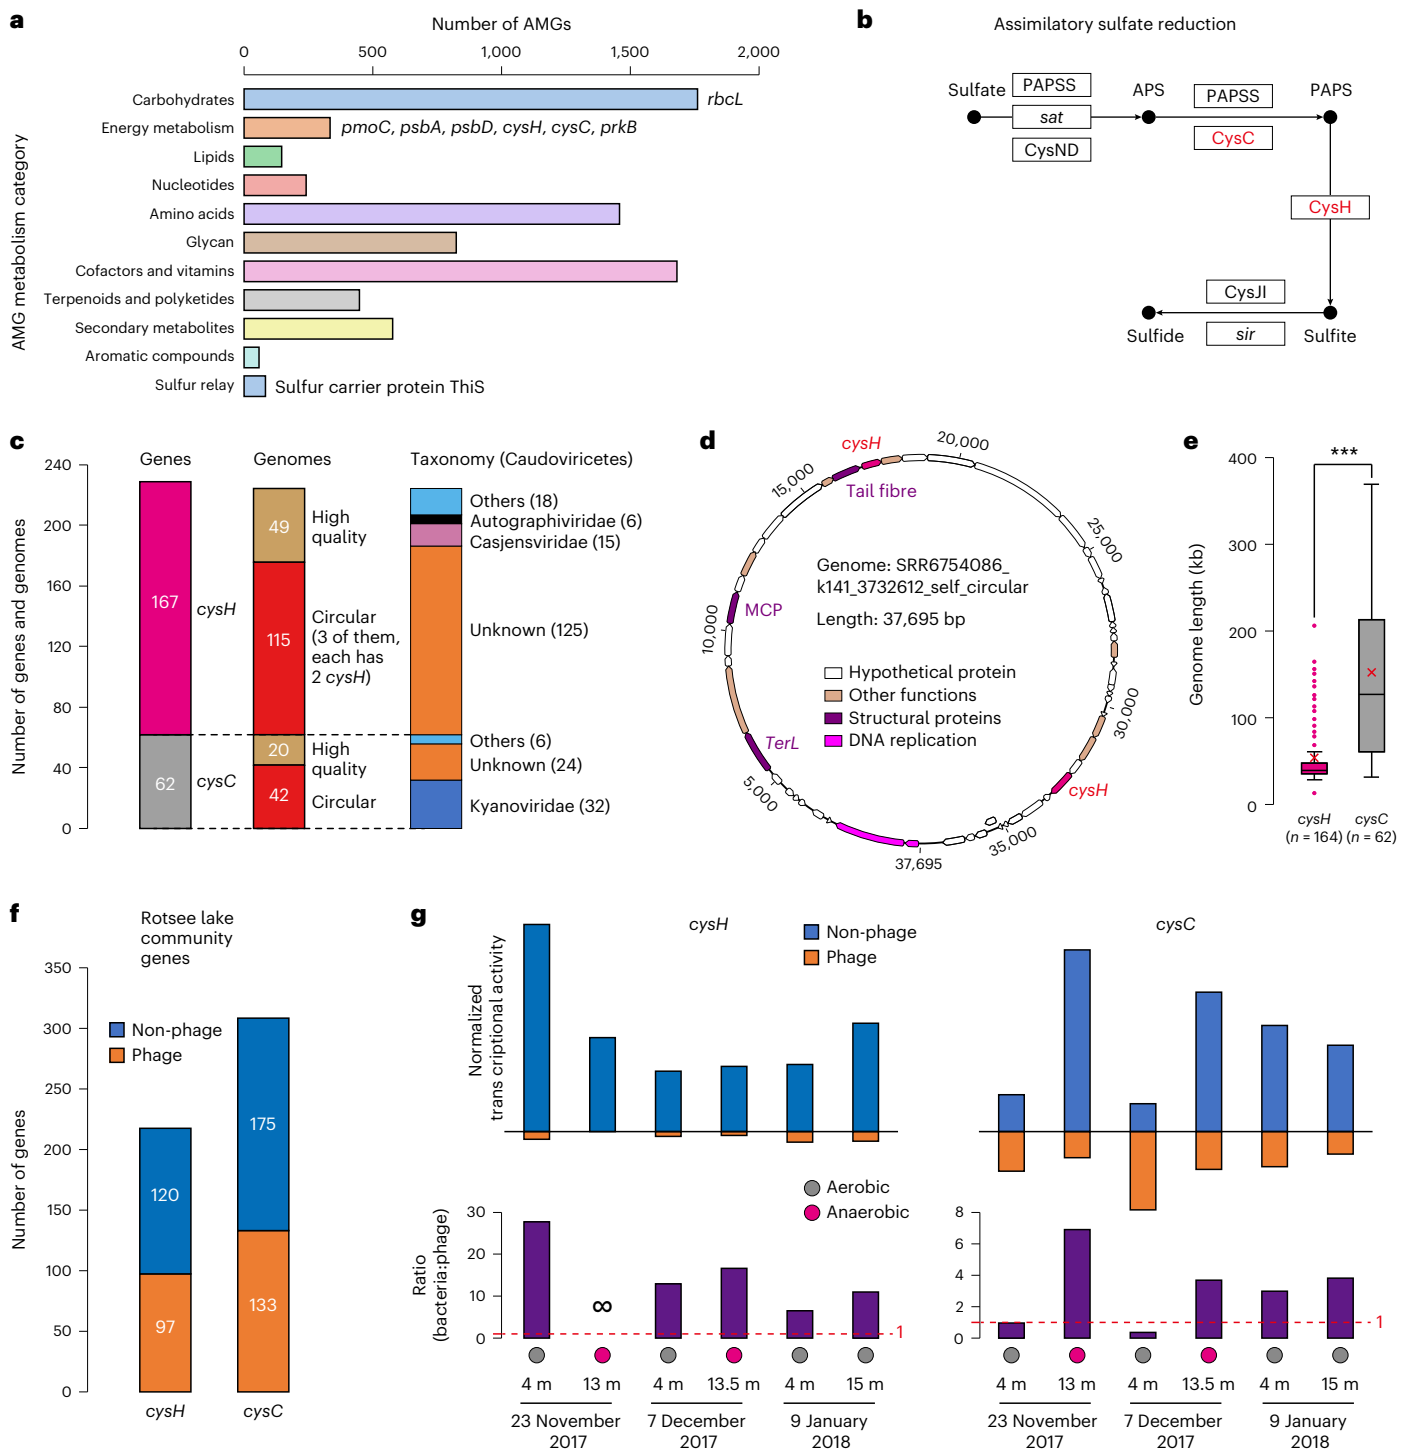 a
Number of AMGs
0 500 1,000 1,500 2,000
AMG metabolism category
Carbohydrates rbcL
Energy metabolism pmoC, psbA, psbD, cysH, cysC, prkB
Lipids
Nucleotides
Amino acids
Glycan
Cofactors and vitamins
Terpenoids and polyketides
Secondary metabolites
Aromatic compounds
Sulfur relay Sulfur carrier protein ThiS
b
Assimilatory sulfate reduction
Sulfate PAPSS APS PAPSS PAPS
sat
CysND CysC
CysH
CysJI
Sulfide sir Sulfite
c
Number of genes and genomes
240
200
160
120
80
40
0
Genes
167
cysH
62
cysC
Genomes
49
High
quality
115
Circular
(3 of them,
each has
2 cysH)
20
High
quality
42
Circular
Taxonomy (Caudoviricetes)
Others (18)
Autographiviridae (6)
Casjensviridae (15)
Unknown (125)
Others (6)
Unknown (24)
Kyanoviridae (32)
d
cysH
20,000
15,000
Tail fibre
25,000
Genome: SRR6754086_
k141_3732612_self_circular
MCP
Length: 37,695 bp
10,000
Hypothetical protein
Other functions
Structural proteins
DNA replication
30,000
TerL
cysH
5,000
35,000
37,695
e
Genome length (kb)
400
300
200
100
0
***
cysH
(n = 164)
cysC
(n = 62)
f
Rotsee lake
community
genes
Number of genes
350
300
250
200
150
100
50
0
Non-phage
Phage
120
97
175
133
cysH cysC
g
cysH
Non-phage
Phage
cysC
Normalized
trans criptional activity
Aerobic
Anaerobic
Ratio
(bacteria:phage)
30
20
10
0
∞
1
4 m 13 m 4 m 13.5 m 4 m 15 m
23 November
2017
7 December
2017
9 January
2018
8
6
4
2
0
1
4 m 13 m 4 m 13.5 m 4 m 15 m
23 November
2017
7 December
2017
9 January
2018